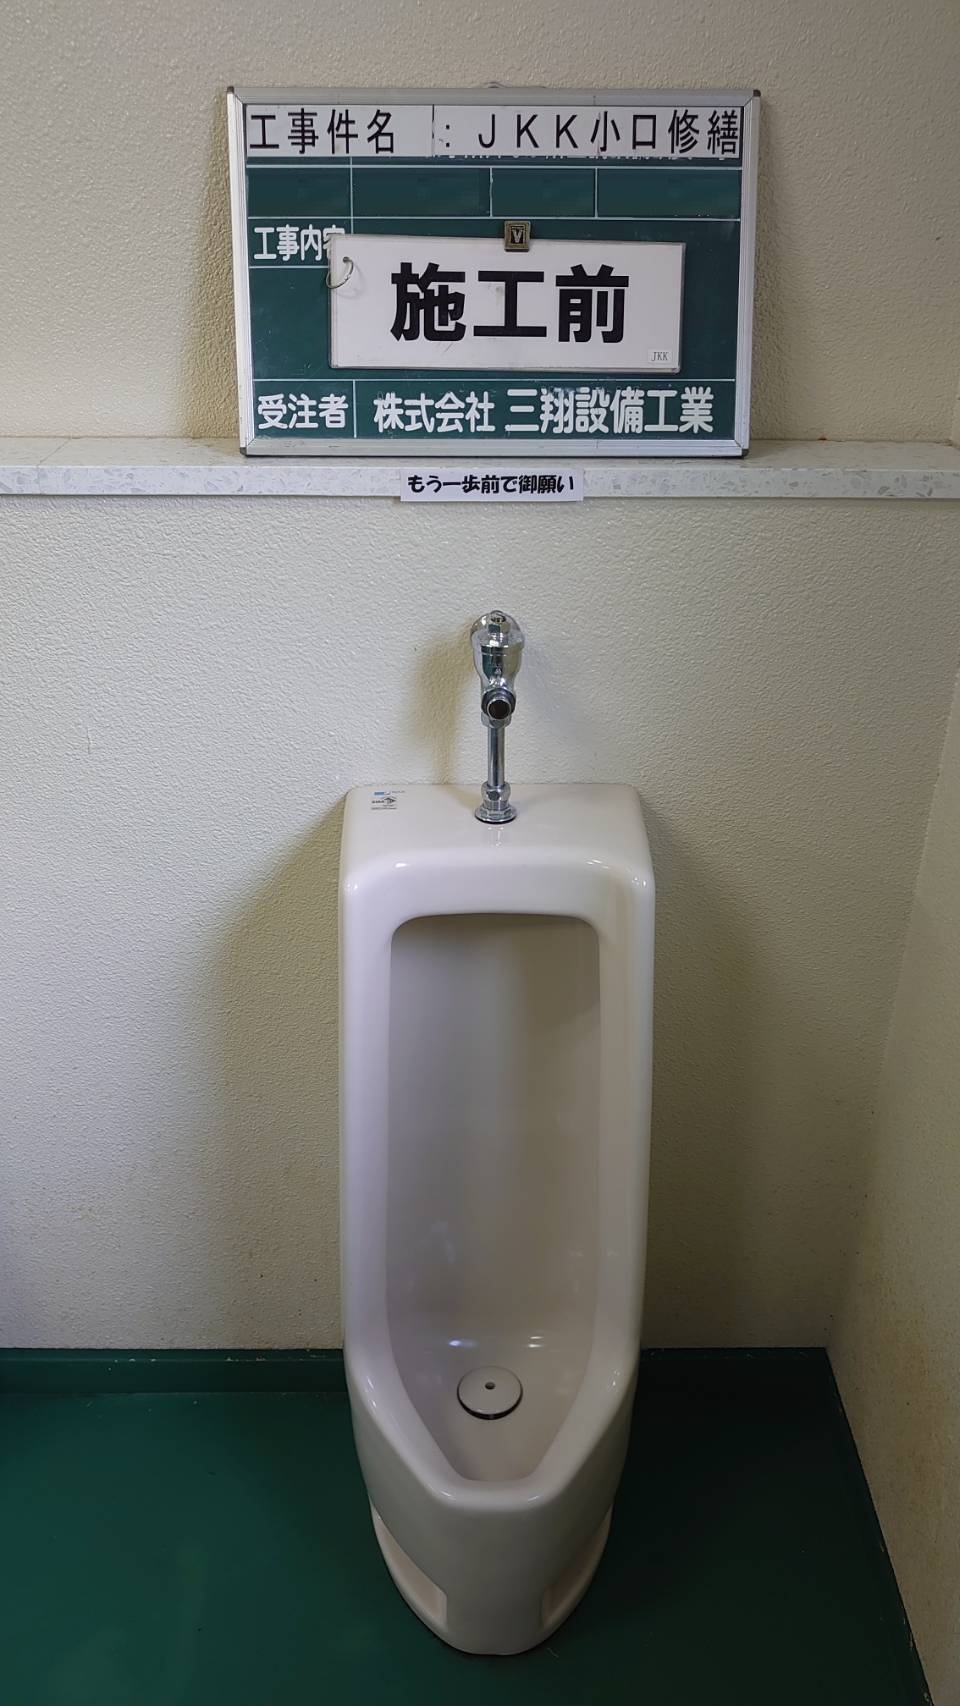 工事件名 : JKK小口修繕
工事内容
施工前
JKK
受注者 株式会社 三翔設備工業
もう一歩前で御願い